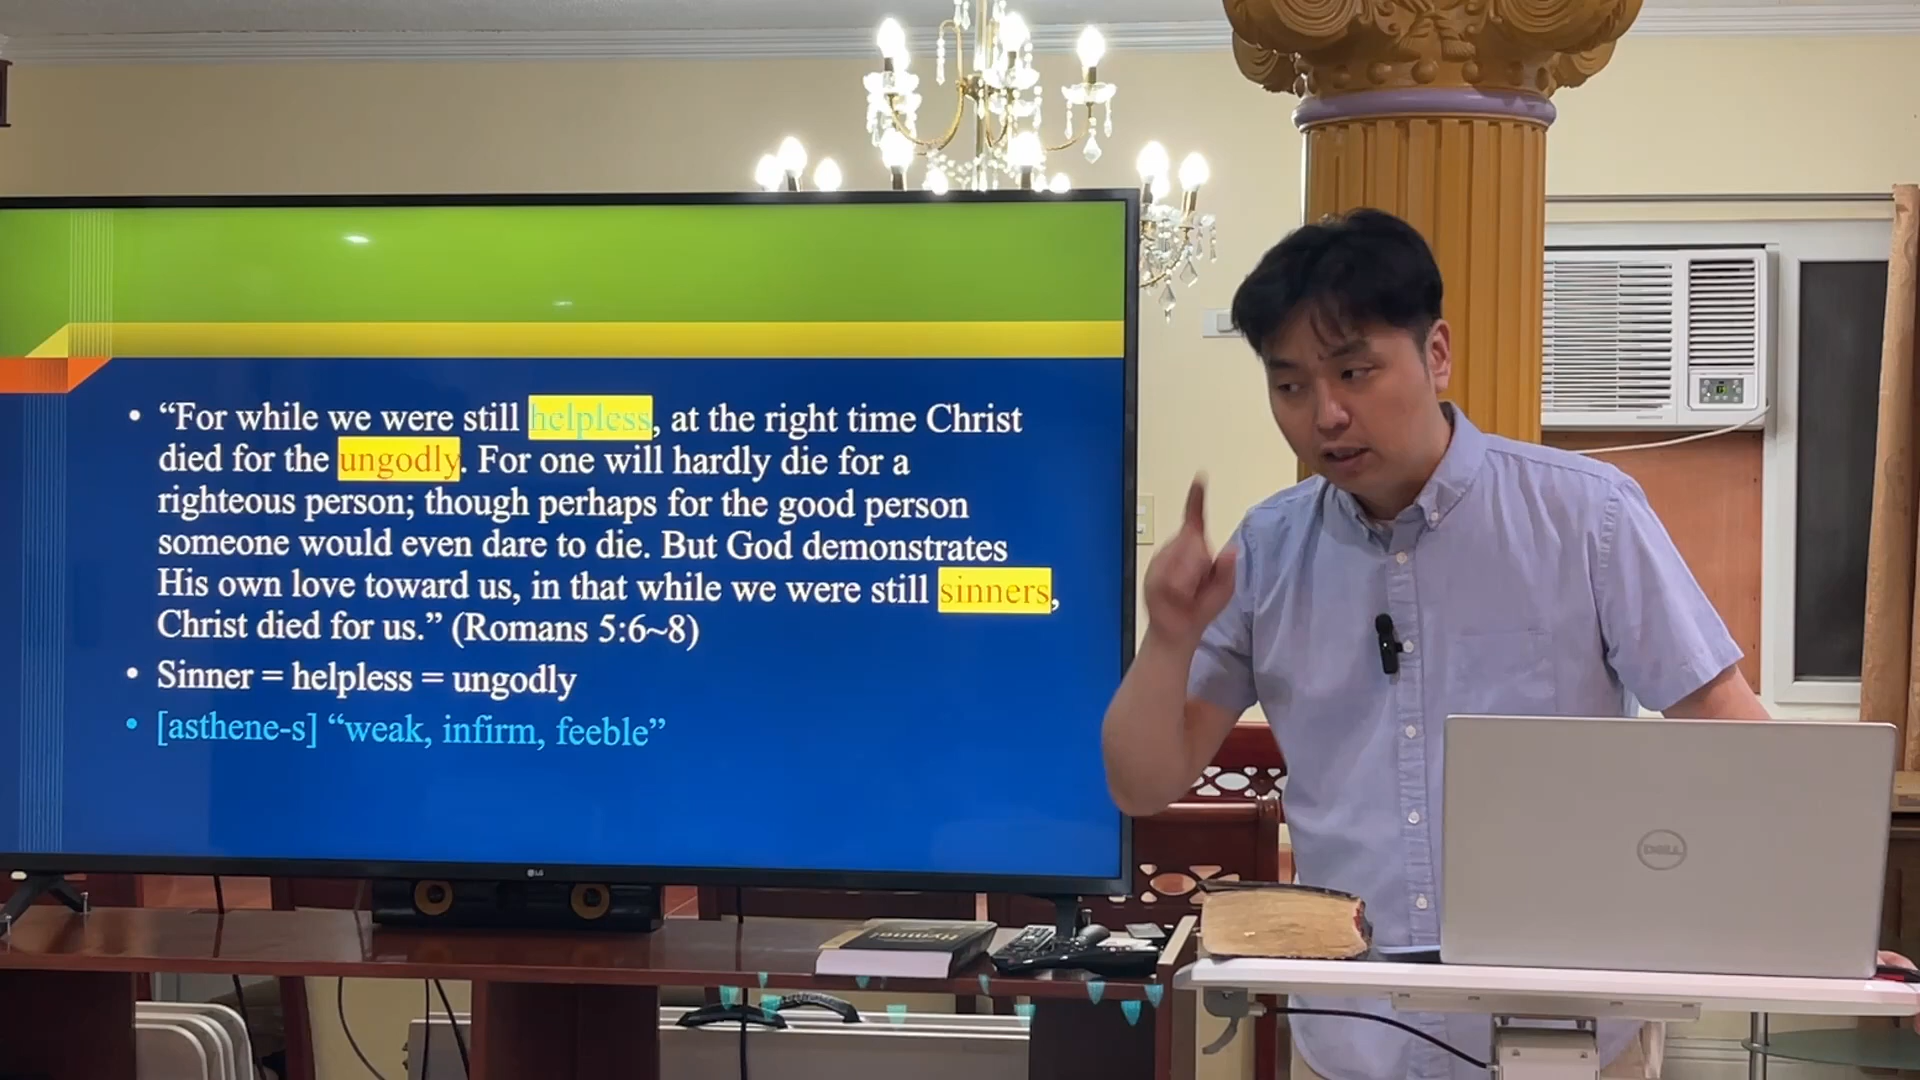 “For while we were still helpless, at the right time Christ
died for the ungodly. For one will hardly die for a
righteous person; though perhaps for the good person
someone would even dare to die. But God demonstrates
His own love toward us, in that while we were still sinners,
Christ died for us.” (Romans 5:6~8)
Sinner = helpless = ungodly
[asthene-s] “weak, infirm, feeble”
LG
Hymnal
DELL